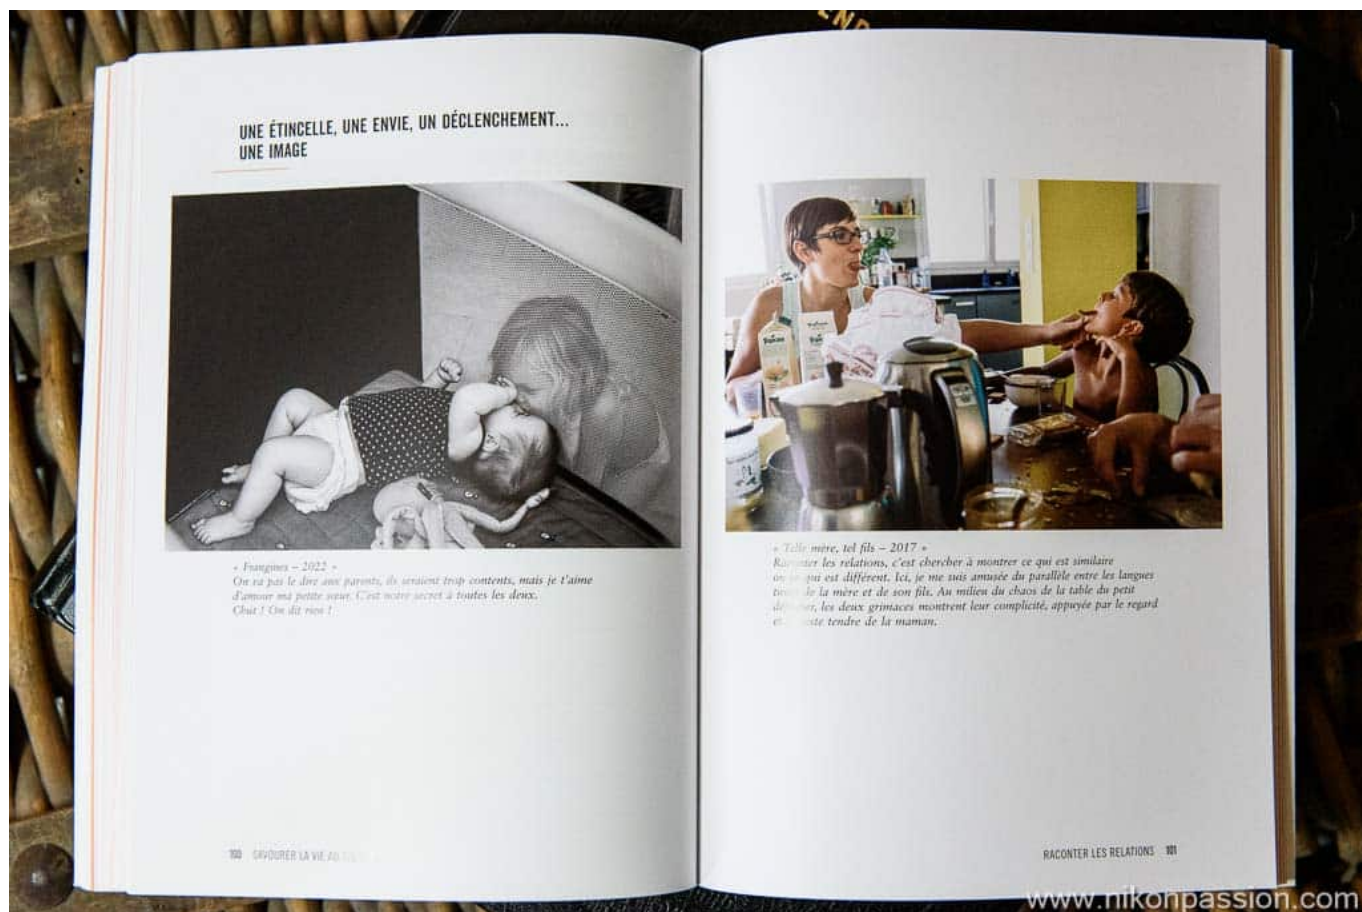 UNE ÉTINCELLE, UNE ENVIE, UN DÉCLENCHEMENT...
UNE IMAGE
« Frangines – 2022 »
On va pas le dire aux parents, ils seraient trop contents, mais je t'aime
d'amour ma petite sœur. C'est notre secret à toutes les deux.
Chut ! On dit rien !
100 SAVOURER LA VIE AU
« Telle mère, tel fils – 2017 »
Raconter les relations, c'est chercher à montrer ce qui est similaire
ou ce qui est différent. Ici, je me suis amusée du parallèle entre les langues
de la mère et de son fils. Au milieu du chaos de la table du petit
déjeuner, les deux grimaces montrent leur complicité, appuyée par le regard
et tendre de la maman.
RACONTER LES RELATIONS 101
www.nikonpassion.com